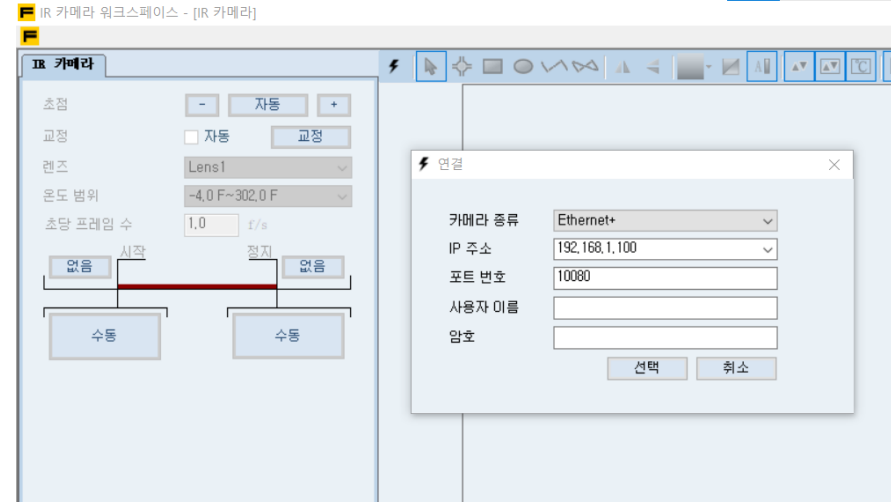 IR 카메라 워크스페이스 - [IR 카메라]
IR 카메라
초점 - 자동 +
교정 자동 교정
렌즈 Lens1
온도 범위 -4,0 F~302,0 F
초당 프레임 수 1,0 f/s
시작 정지
없음 없음
수동 수동
A
°C
연결
카메라 종류 Ethernet+
IP 주소 192,168,1,100
포트 번호 10080
사용자 이름
암호
선택 취소